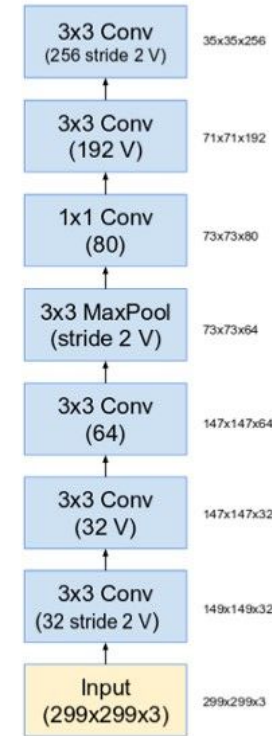 3x3 Conv
(256 stride 2 V)
35x35x256
3x3 Conv
(192 V)
71x71x192
1x1 Conv
(80)
73x73x80
3x3 MaxPool
(stride 2 V)
73x73x64
3x3 Conv
(64)
147x147x64
3x3 Conv
(32 V)
147x147x32
3x3 Conv
(32 stride 2 V)
149x149x32
Input
(299x299x3)
299x299x3